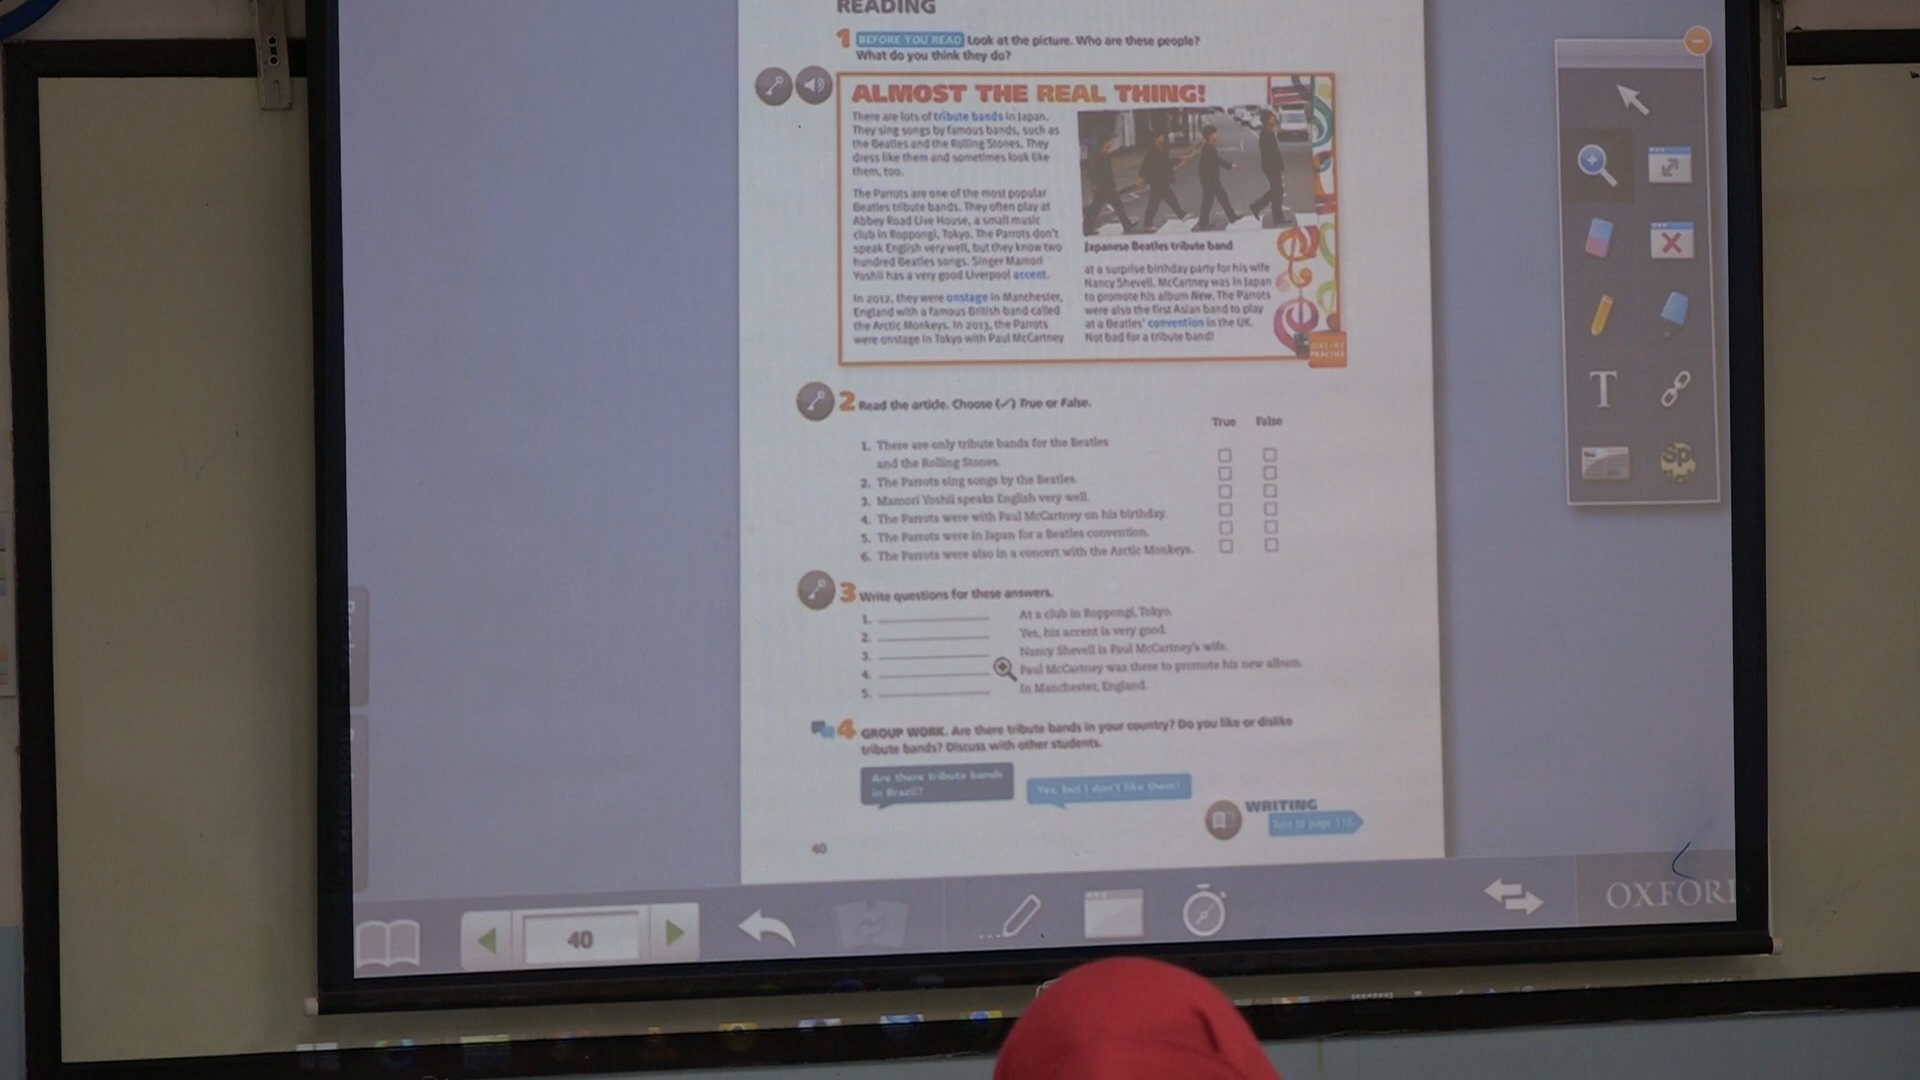 READING
1 BEFORE YOU READ Look at the picture. Who are these people?
What do you think they do?
ALMOST THE REAL THING!
There are lots of tribute bands in Japan.
They sing songs by famous bands, such as
the Beatles and the Rolling Stones. They
dress like them and sometimes look like
them, too.
The Parrots are one of the most popular
Beatles tribute bands. They often play at
Abbey Road Live House, a small music
club in Roppongi, Tokyo. The Parrots don't
speak English very well, but they know two
hundred Beatles songs. Singer Mamori
Yoshii has a very good Liverpool accent.
In 2012, they were onstage in Manchester,
England with a famous British band called
the Arctic Monkeys. In 2013, the Parrots
were onstage in Tokyo with Paul McCartney
Japanese Beatles tribute band
at a surprise birthday party for his wife
Nancy Shevell. McCartney was in Japan
to promote his album New. The Parrots
were also the first Asian band to play
at a Beatles' convention in the UK.
Not bad for a tribute band!
ONLINE
PRACTICE
2 Read the article. Choose (✓) True or False.
True False
1. There are only tribute bands for the Beatles
and the Rolling Stones.
2. The Parrots sing songs by the Beatles.
3. Mamori Yoshii speaks English very well.
4. The Parrots were with Paul McCartney on his birthday.
5. The Parrots were in Japan for a Beatles convention.
6. The Parrots were also in a concert with the Arctic Monkeys.
3 Write questions for these answers.
1. At a club in Roppongi, Tokyo.
2. Yes, his accent is very good.
3. Nancy Shevell is Paul McCartney's wife.
4. Paul McCartney was there to promote his new album.
5. In Manchester, England.
4 GROUP WORK. Are there tribute bands in your country? Do you like or dislike
tribute bands? Discuss with other students.
Are there tribute bands
in Brazil?
Yes, but I don't like them!
WRITING
Turn to page
40
T
40
OXFORD